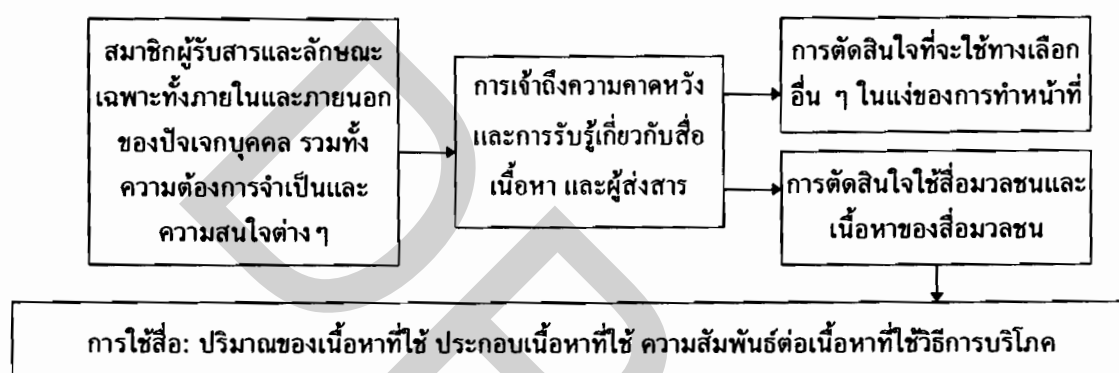 สมาชิกผู้รับสารและลักษณะ
เฉพาะทั้งภายในและภายนอก
ของปัจเจกบุคคล รวมทั้ง
ความต้องการจำเป็นและ
ความสนใจต่างๆ
การเจ้าถึงความคาดหวัง
และการรับรู้เกี่ยวกับสื่อ
เนื้อหา และผู้ส่งสาร
การตัดสินใจที่จะใช้ทางเลือก
อื่น ๆ ในแง่ของการทำหน้าที่
การตัดสินใจใช้สื่อมวลชนและ
เนื้อหาของสื่อมวลชน
การใช้สื่อ: ปริมาณของเนื้อหาที่ใช้ ประกอบเนื้อหาที่ใช้ ความสัมพันธ์ต่อเนื้อหาที่ใช้วิธีการบริโภค